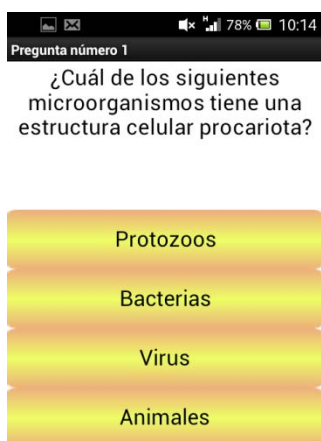 H 78% 10:14
Pregunta número 1
¿Cuál de los siguientes
microorganismos tiene una
estructura celular procariota?
Protozoos
Bacterias
Virus
Animales